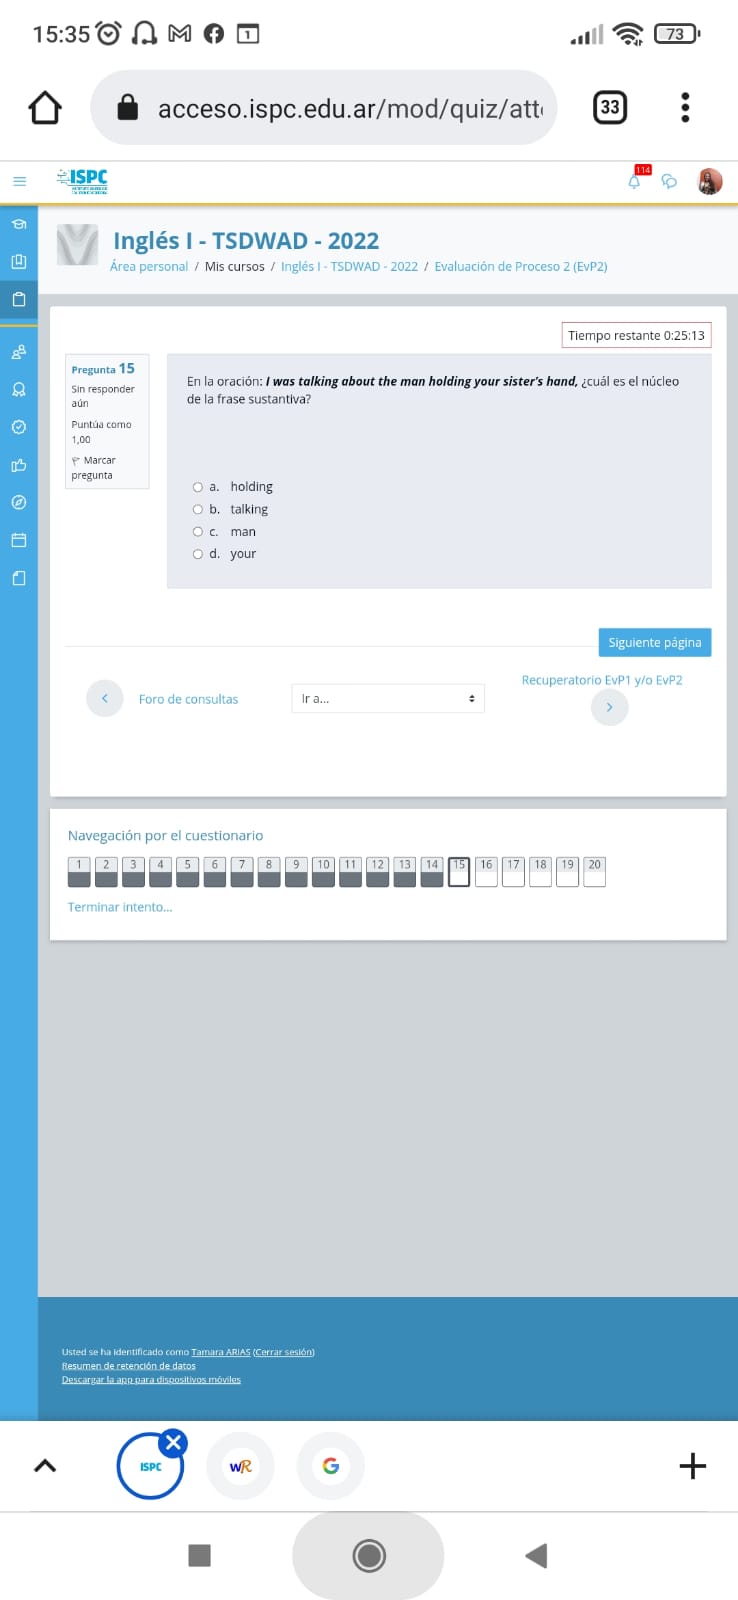 15:35
73
acceso.ispc.edu.ar/mod/quiz/att
33
ISPC
114
Inglés I - TSDWAD - 2022
Área personal / Mis cursos / Inglés I - TSDWAD - 2022 / Evaluación de Proceso 2 (EvP2)
Tiempo restante 0:25:13
Pregunta 15
Sin responder
aún
Puntúa como
1,00
Marcar
pregunta
En la oración: I was talking about the man holding your sister's hand, ¿cuál es el núcleo
de la frase sustantiva?
a. holding
b. talking
c. man
d. your
Siguiente página
Foro de consultas
Ir a...
Recuperatorio EvP1 y/o EvP2
Navegación por el cuestionario
1 2 3 4 5 6 7 8 9 10 11 12 13 14 15 16 17 18 19 20
Terminar intento...
Usted se ha identificado como Tamara ARIAS (Cerrar sesión)
Resumen de retención de datos
Descargar la app para dispositivos móviles
ISPC
WR
G